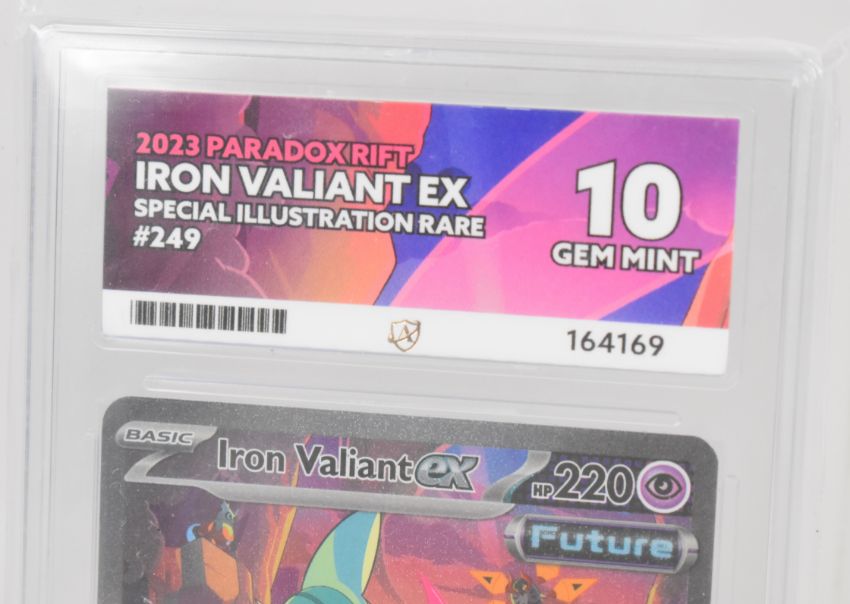 2023 PARADOX RIFT
IRON VALIANT EX
SPECIAL ILLUSTRATION RARE
#249
10
GEM MINT
164169
BASIC
Iron Valiant ex
HP 220
Future